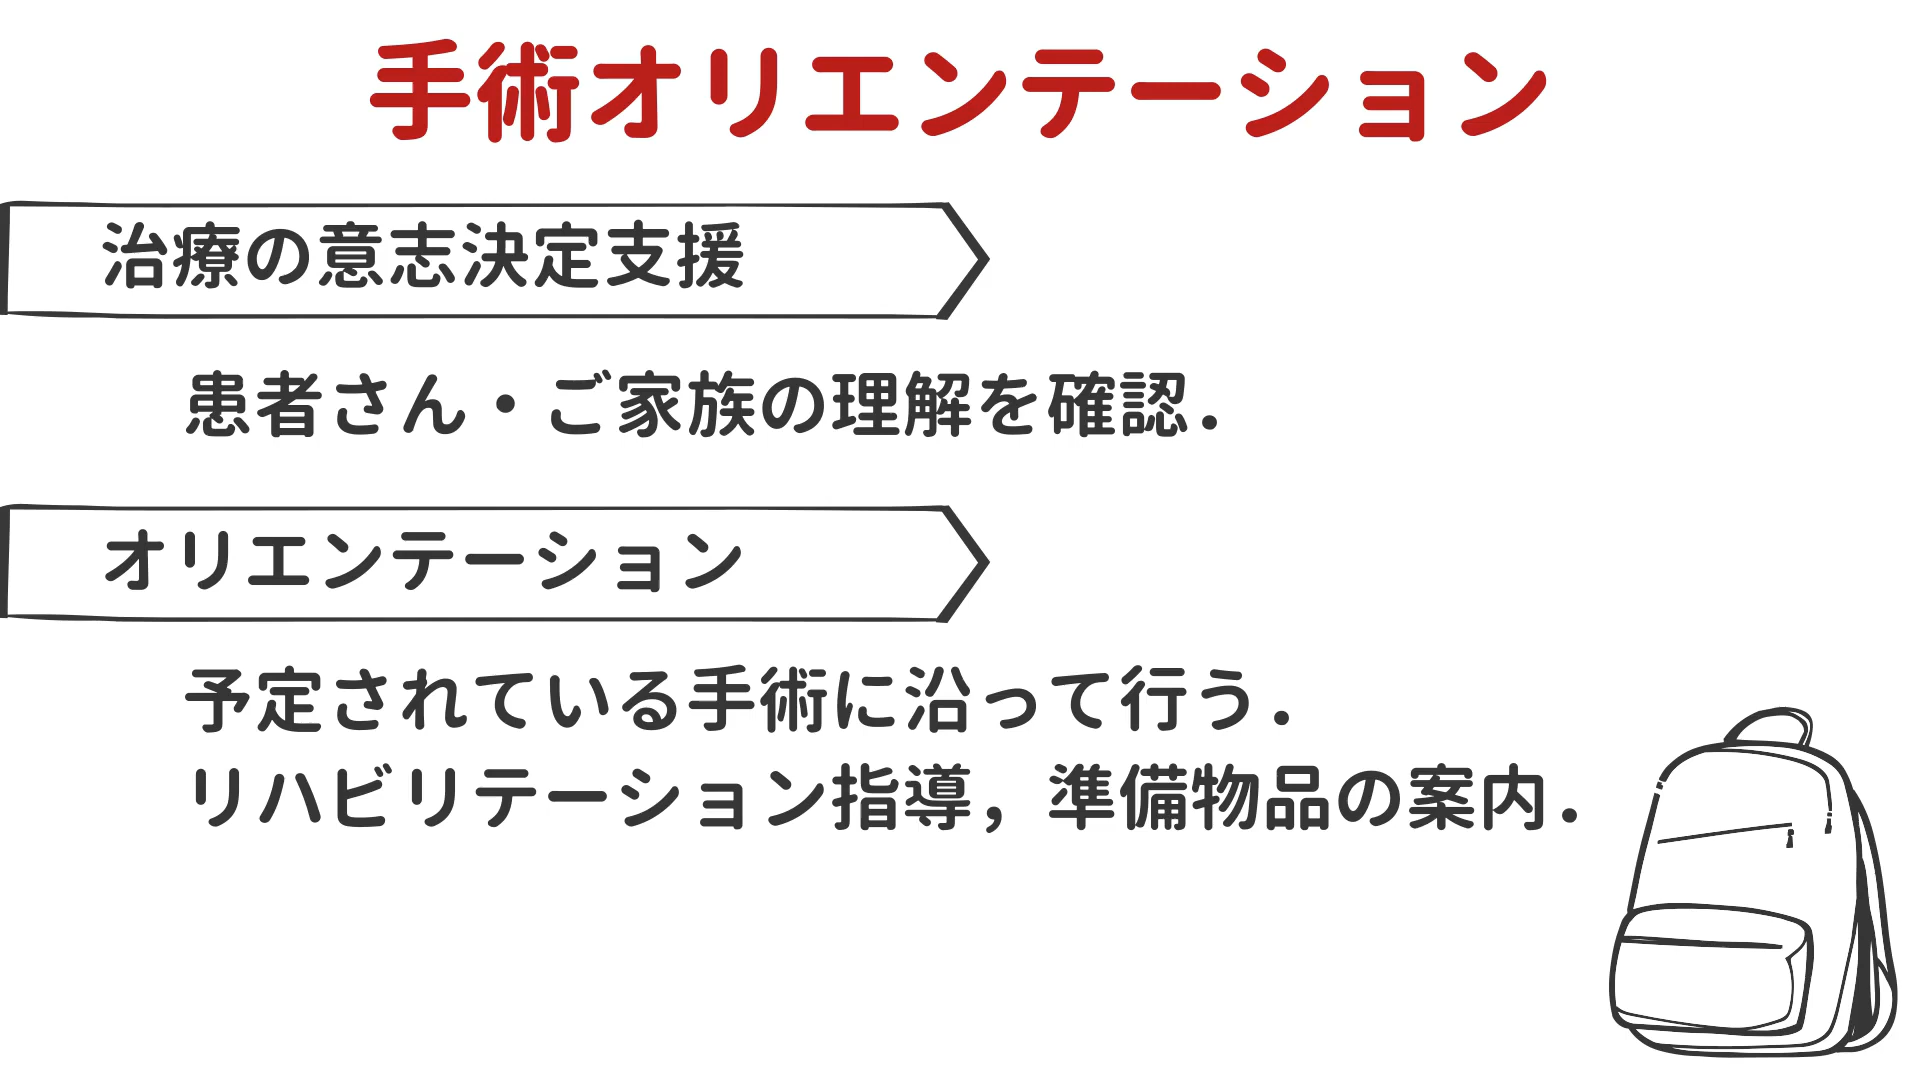 手術オリエンテーション
治療の意志決定支援
患者さん・ご家族の理解を確認．
オリエンテーション
予定されている手術に沿って行う．
リハビリテーション指導，準備物品の案内．